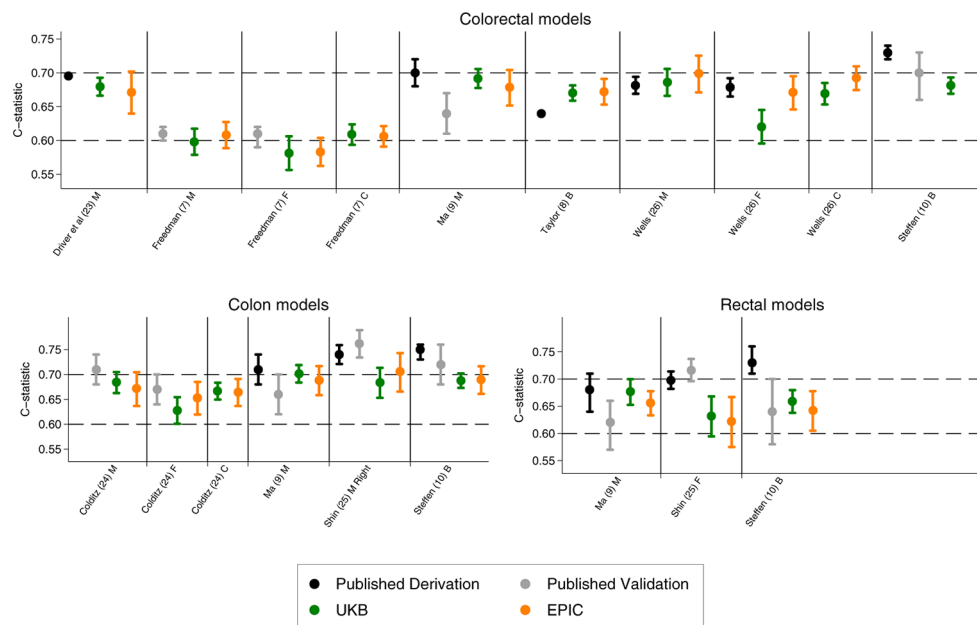 Colorectal models
0.75
0.70
0.65
0.60
0.55
C-statistic
Driver et al (23) M
Freedman (7) M
Freedman (7) F
Freedman (7) C
Ma (9) M
Taylor (8) B
Wells (26) M
Wells (26) F
Wells (26) C
Steffen (10) B
Colon models
0.75
0.70
0.65
0.60
0.55
C-statistic
Colditz (24) M
Colditz (24) F
Colditz (24) C
Ma (9) M
Shin (25) M Right
Steffen (10) B
Rectal models
0.75
0.70
0.65
0.60
0.55
C-statistic
Ma (9) M
Shin (25) F
Steffen (10) B
Published Derivation
Published Validation
UKB
EPIC